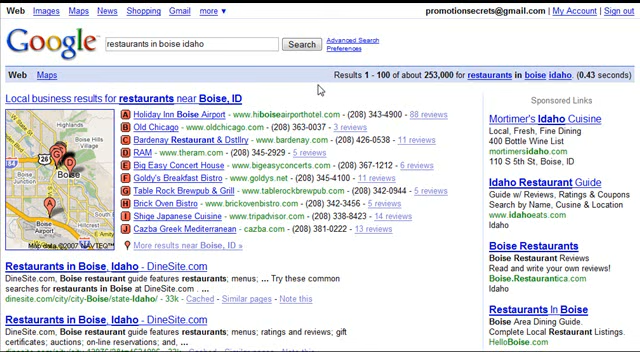 Web Images Maps News Shopping Gmail more ▼ promotionsecrets@gmail.com | My Account | Sign out
Google restaurants in boise idaho Search Advanced Search
Preferences
Web Maps Results 1 - 100 of about 253,000 for restaurants in boise idaho. (0.43 seconds)
Local business results for restaurants near Boise, ID
A Holiday Inn Boise Airport - www.hiboiseairporthotel.com - (208) 343-4900 - 88 reviews
B Old Chicago - www.oldchicago.com - (208) 363-0037 - 3 reviews
C Bardenay Restaurant & Dstllry - www.bardenay.com - (208) 426-0538 - 11 reviews
D RAM - www.theram.com - (208) 345-2929 - 5 reviews
E Big Easy Concert House - www.bigeasyconcerts.com - (208) 367-1212 - 6 reviews
F Goldy's Breakfast Bistro - www.goldys.net - (208) 345-4100 - 11 reviews
G Table Rock Brewpub & Grill - www.tablerockbrewpub.com - (208) 342-0944 - 5 reviews
H Brick Oven Bistro - www.brickovenbistro.com - (208) 342-3456 - 5 reviews
I Shige Japanese Cuisine - www.tripadvisor.com - (208) 338-8423 - 14 reviews
J Cazba Greek Mediterranean - cazba.com - (208) 381-0222 - 13 reviews
More results near Boise, ID »
Highlands
Boise Hills
Village
26
Boise
A
Boise
Airport
Map data ©2007 NAVTEQ™
Restaurants in Boise, Idaho - DineSite.com
DineSite.com, Boise restaurant guide features restaurants; menus; ... Try these common
searches for restaurants in Boise at DineSite.com . ...
dinesite.com/city/city-Boise/state-Idaho/ - 33k - Cached - Similar pages - Note this
Restaurants in Boise, Idaho - DineSite.com
DineSite.com, Boise restaurant guide features restaurants; menus; ratings and reviews; gift
certificates; auctions; on-line reservations; and, ...
Sponsored Links
Mortimer's Idaho Cuisine
Local, Fresh, Fine Dining
400 Bottle Wine List
mortimersidaho.com
110 S 5th St, Boise, ID
Idaho Restaurant Guide
Guide w/ Reviews, Ratings & Coupons
Search by Name, Cuisine & Location
www.idahoeats.com
Idaho
Boise Restaurants
Boise Restaurant Reviews
Read and write your own reviews!
Boise.Restaurantica.com
Idaho
Restaurants In Boise
Boise Area Dining Guide.
Complete Local Restaurant Listings.
HelloBoise.com